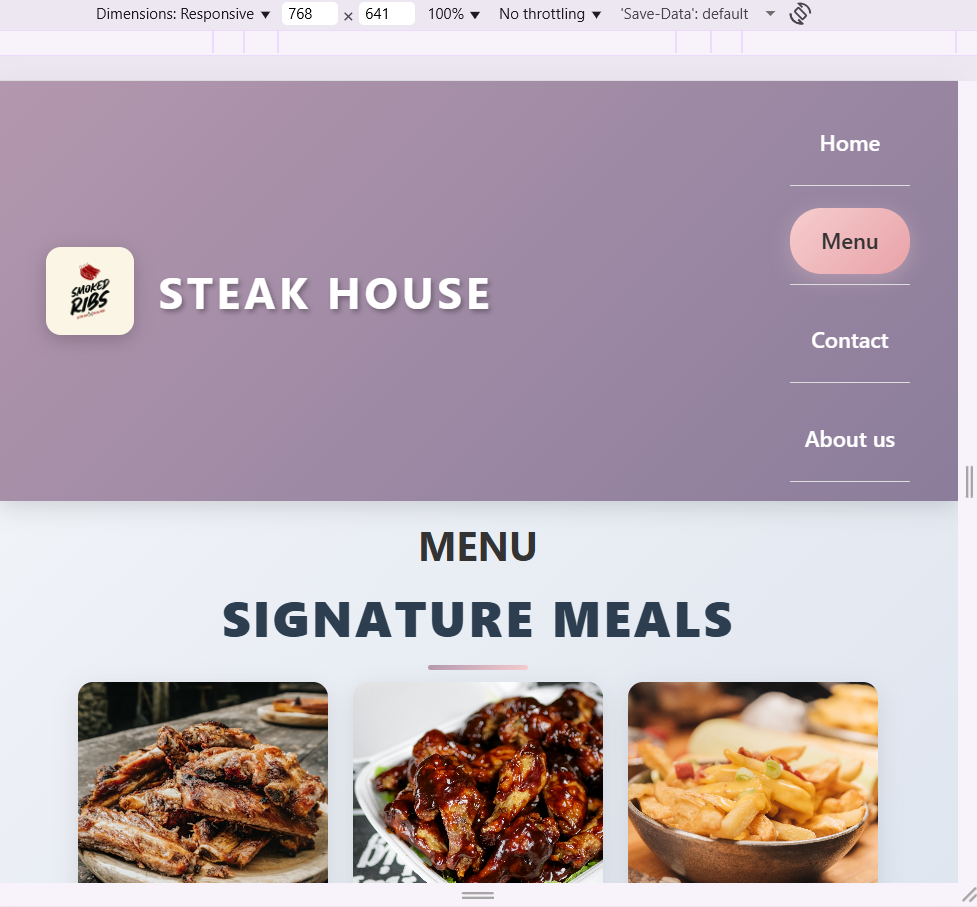 Dimensions: Responsive ▼ 768 × 641 100% ▼ No throttling ▼ 'Save-Data': default
Home
Menu
SMOKED
RIBS
STEAK HOUSE
Contact
About us
MENU
SIGNATURE MEALS